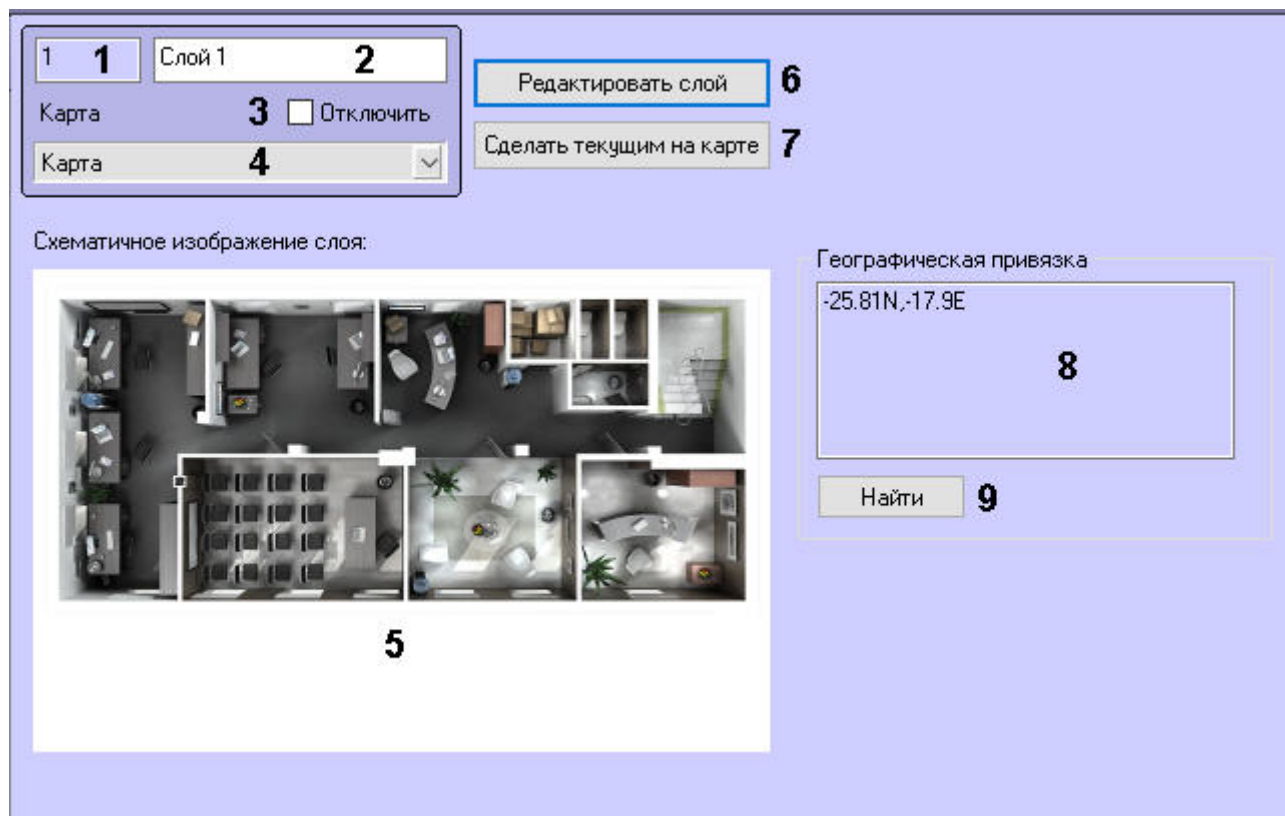 1 1 Слой 1 2
Редактировать слой 6
Карта 3 Отключить
Сделать текущим на карте 7
Карта 4
Схематичное изображение слоя:
Географическая привязка
-25.81N,-17.9E
8
Найти 9
5